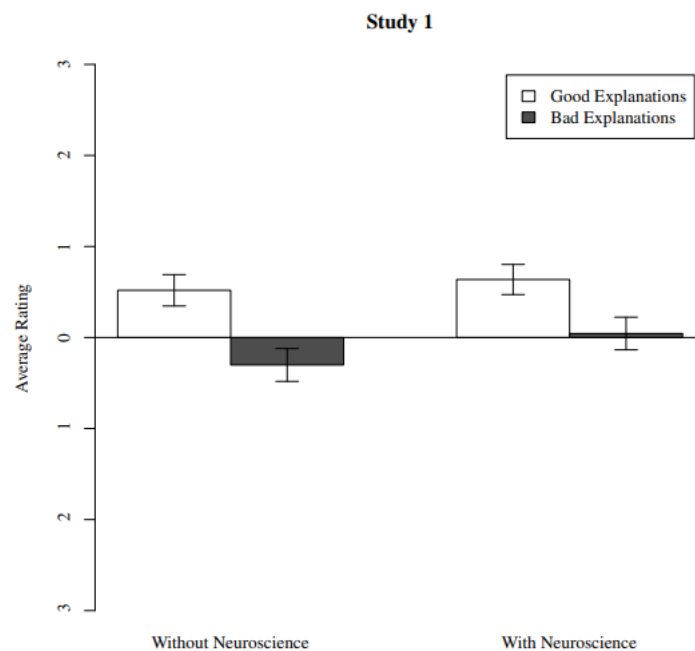 Study 1
Good Explanations
Bad Explanations
Average Rating
3
2
1
0
1
2
3
Without Neuroscience
With Neuroscience